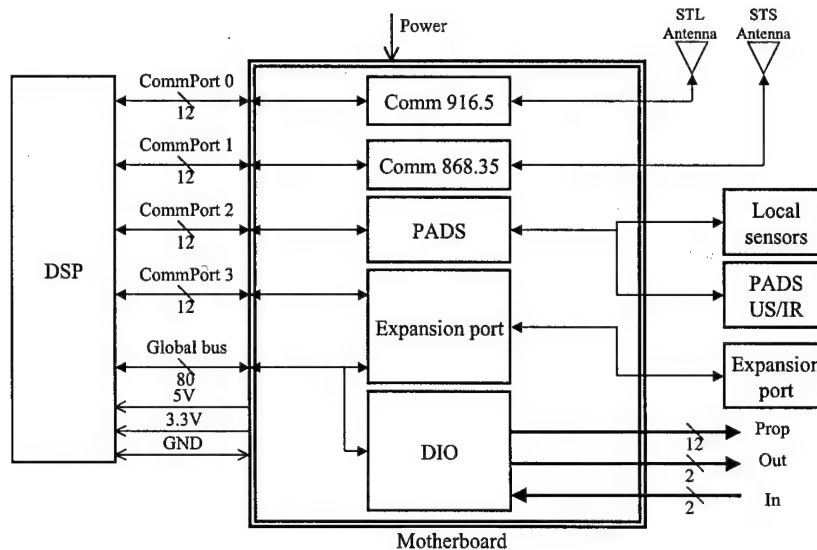 Power
STL
Antenna
STS
Antenna
DSP
CommPort 0
12
CommPort 1
12
CommPort 2
12
CommPort 3
12
Global bus
80
5V
3.3V
GND
Comm 916.5
Comm 868.35
PADS
Expansion port
DIO
Local
sensors
PADS
US/IR
Expansion
port
12
Prop
2
Out
2
In
Motherboard